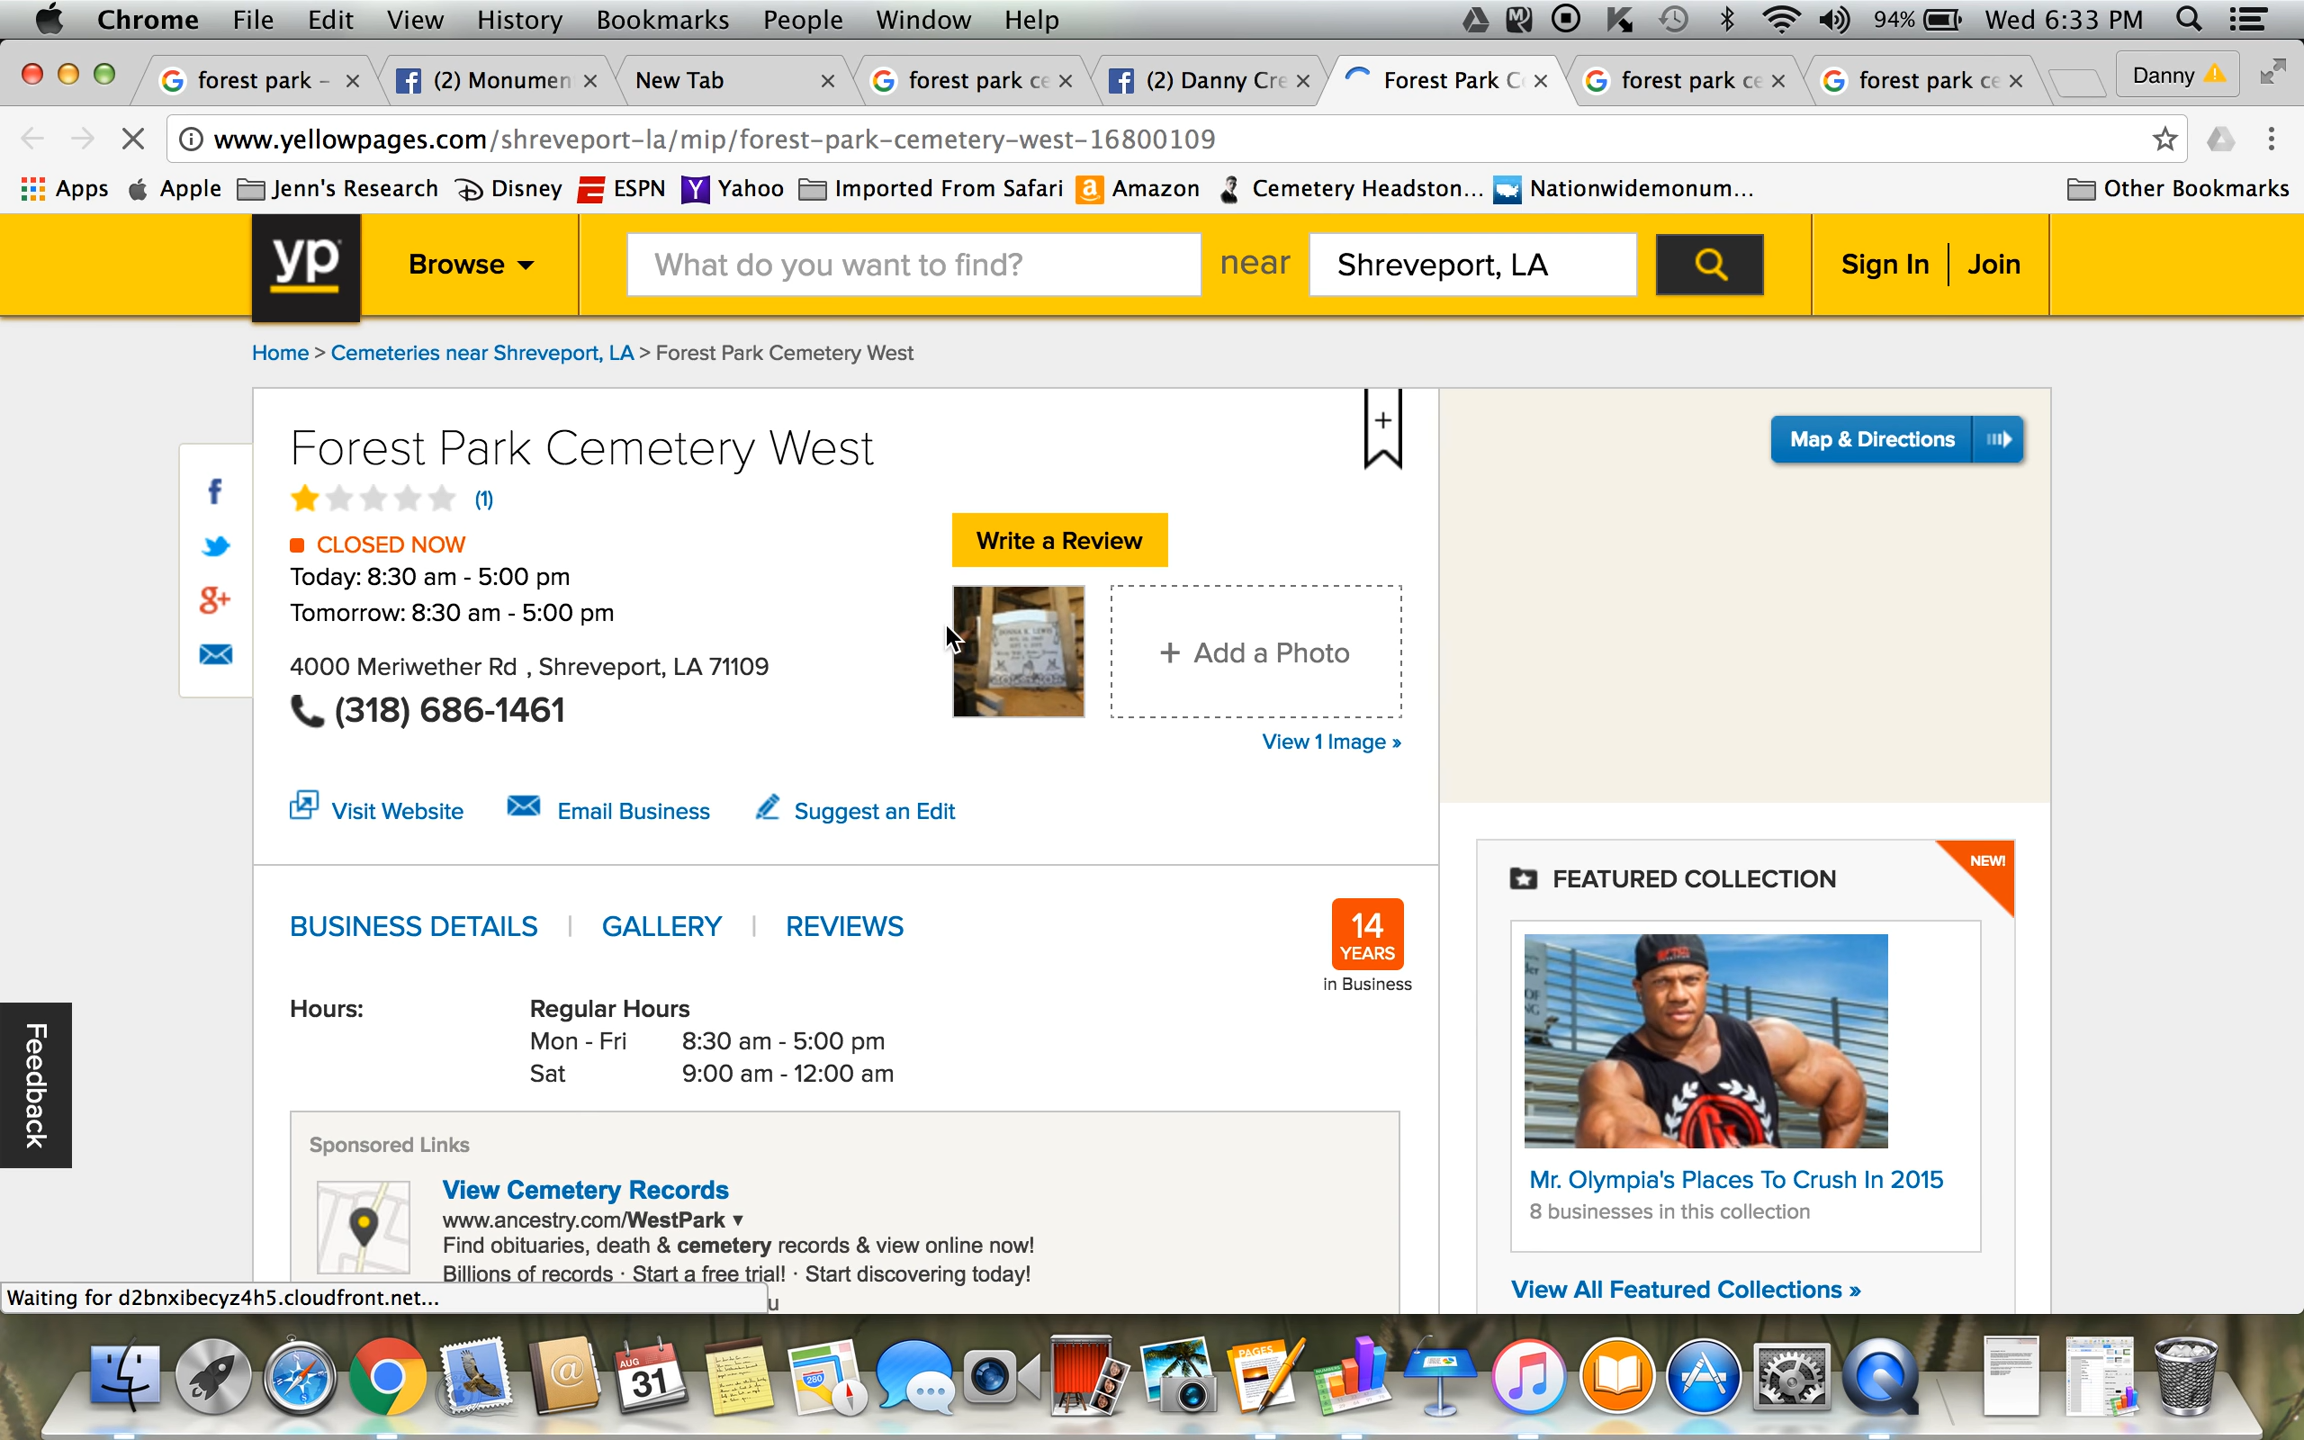 Chrome File Edit View History Bookmarks People Window Help 94% Wed 6:33 PM
forest park – (2) Monumen New Tab forest park ce (2) Danny Cre Forest Park C forest park ce forest park ce Danny
www.yellowpages.com/shreveport-la/mip/forest-park-cemetery-west-16800109
Apps Apple Jenn's Research Disney ESPN Yahoo Imported From Safari Amazon Cemetery Headston... Nationwidemonum... Other Bookmarks
yp Browse What do you want to find? near Shreveport, LA Sign In Join
Home > Cemeteries near Shreveport, LA > Forest Park Cemetery West
Forest Park Cemetery West
(1)
CLOSED NOW
Today: 8:30 am - 5:00 pm
Tomorrow: 8:30 am - 5:00 pm
4000 Meriwether Rd , Shreveport, LA 71109
(318) 686-1461
Write a Review
+ Add a Photo
View 1 Image »
Map & Directions
Visit Website Email Business Suggest an Edit
BUSINESS DETAILS | GALLERY | REVIEWS
14
YEARS
in Business
Hours: Regular Hours
Mon - Fri 8:30 am - 5:00 pm
Sat 9:00 am - 12:00 am
Sponsored Links
View Cemetery Records
www.ancestry.com/WestPark ▾
Find obituaries, death & cemetery records & view online now!
Billions of records · Start a free trial! · Start discovering today!
FEATURED COLLECTION
NEW!
Mr. Olympia's Places To Crush In 2015
8 businesses in this collection
View All Featured Collections »
Feedback
Waiting for d2bnxibecyz4h5.cloudfront.net...
AUG
31
280
PAGES